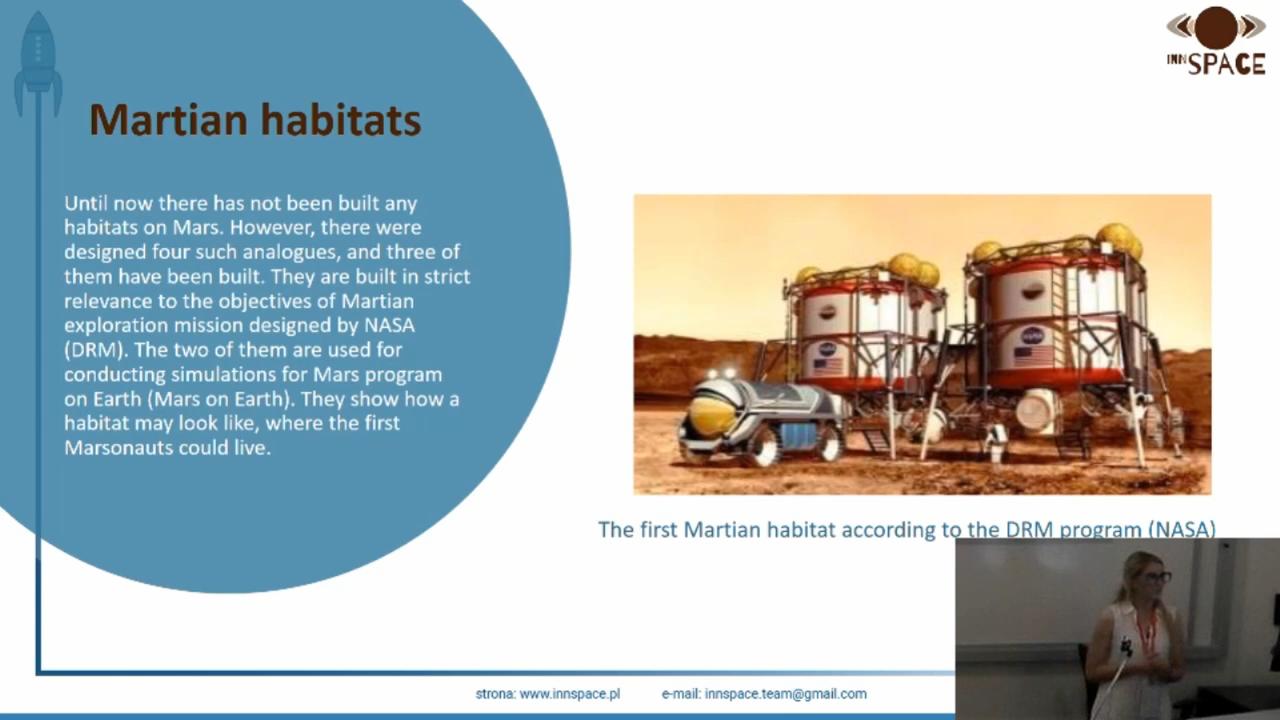 INN SPACE
Martian habitats
Until now there has not been built any
habitats on Mars. However, there were
designed four such analogues, and three of
them have been built. They are built in strict
relevance to the objectives of Martian
exploration mission designed by NASA
(DRM). The two of them are used for
conducting simulations for Mars program
on Earth (Mars on Earth). They show how a
habitat may look like, where the first
Marsonauts could live.
NASA
NASA
The first Martian habitat according to the DRM program (NASA)
strona: www.innspace.pl e-mail: innspace.team@gmail.com